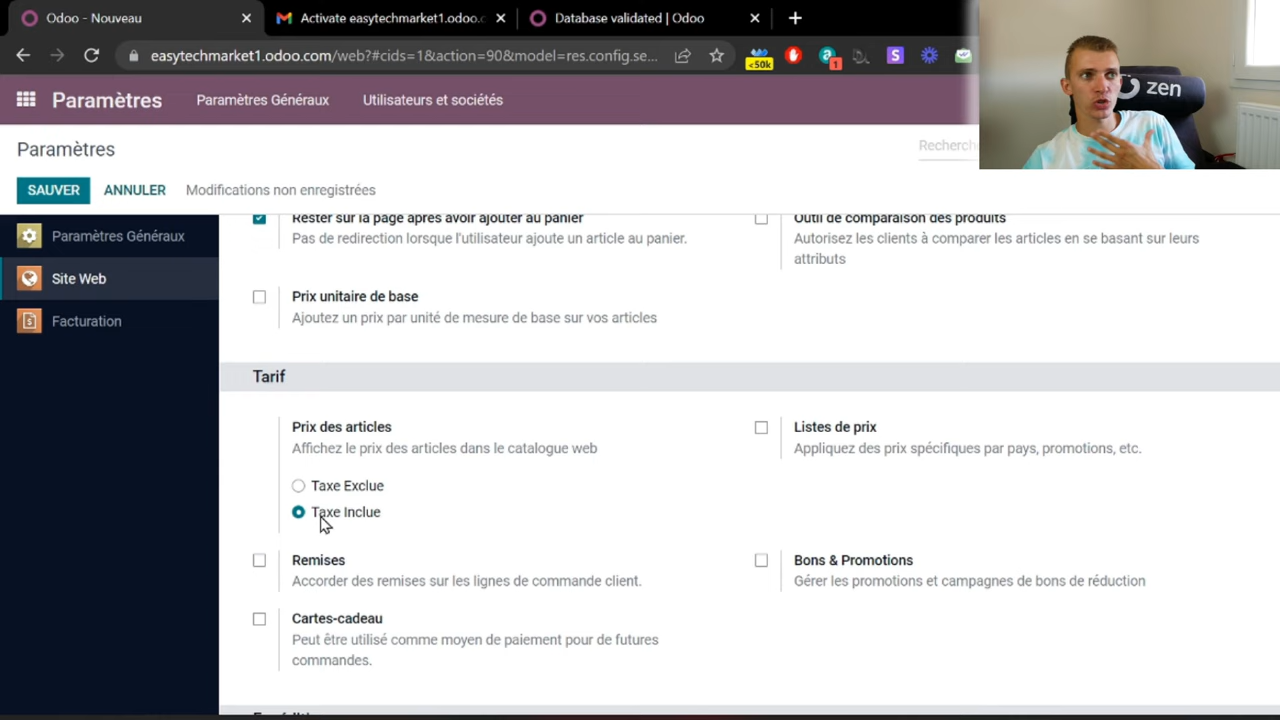 Odoo - Nouveau
Activate easytechmarket1.odoo.c
Database validated | Odoo
easytechmarket1.odoo.com/web?#cids=1&action=90&model=res.config.se...
<50k
1
S
zen
Paramètres
Paramètres Généraux
Utilisateurs et sociétés
Paramètres
Recherch
SAUVER
ANNULER
Modifications non enregistrées
Paramètres Généraux
Site Web
Facturation
Rester sur la page après avoir ajouter au panier
Pas de redirection lorsque l'utilisateur ajoute un article au panier.
Outil de comparaison des produits
Autorisez les clients à comparer les articles en se basant sur leurs
attributs
Prix unitaire de base
Ajoutez un prix par unité de mesure de base sur vos articles
Tarif
Prix des articles
Affichez le prix des articles dans le catalogue web
Taxe Exclue
Taxe Inclue
Listes de prix
Appliquez des prix spécifiques par pays, promotions, etc.
Remises
Accorder des remises sur les lignes de commande client.
Bons & Promotions
Gérer les promotions et campagnes de bons de réduction
Cartes-cadeau
Peut être utilisé comme moyen de paiement pour de futures
commandes.